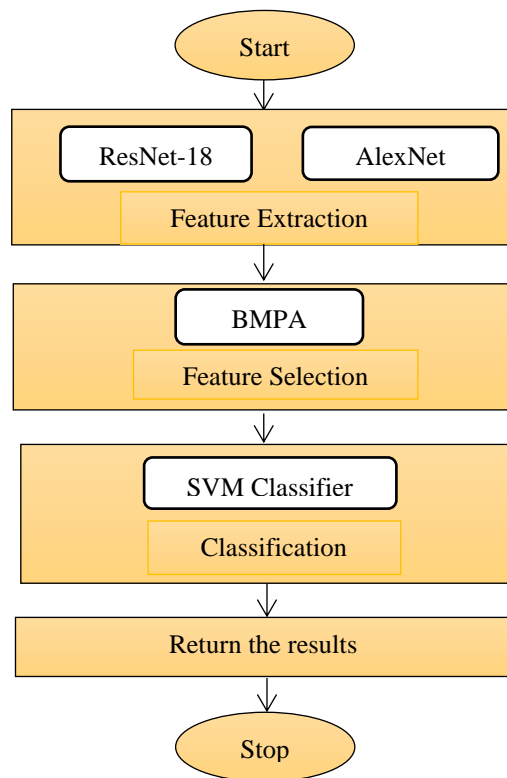 Start
ResNet-18
AlexNet
Feature Extraction
BMPA
Feature Selection
SVM Classifier
Classification
Return the results
Stop